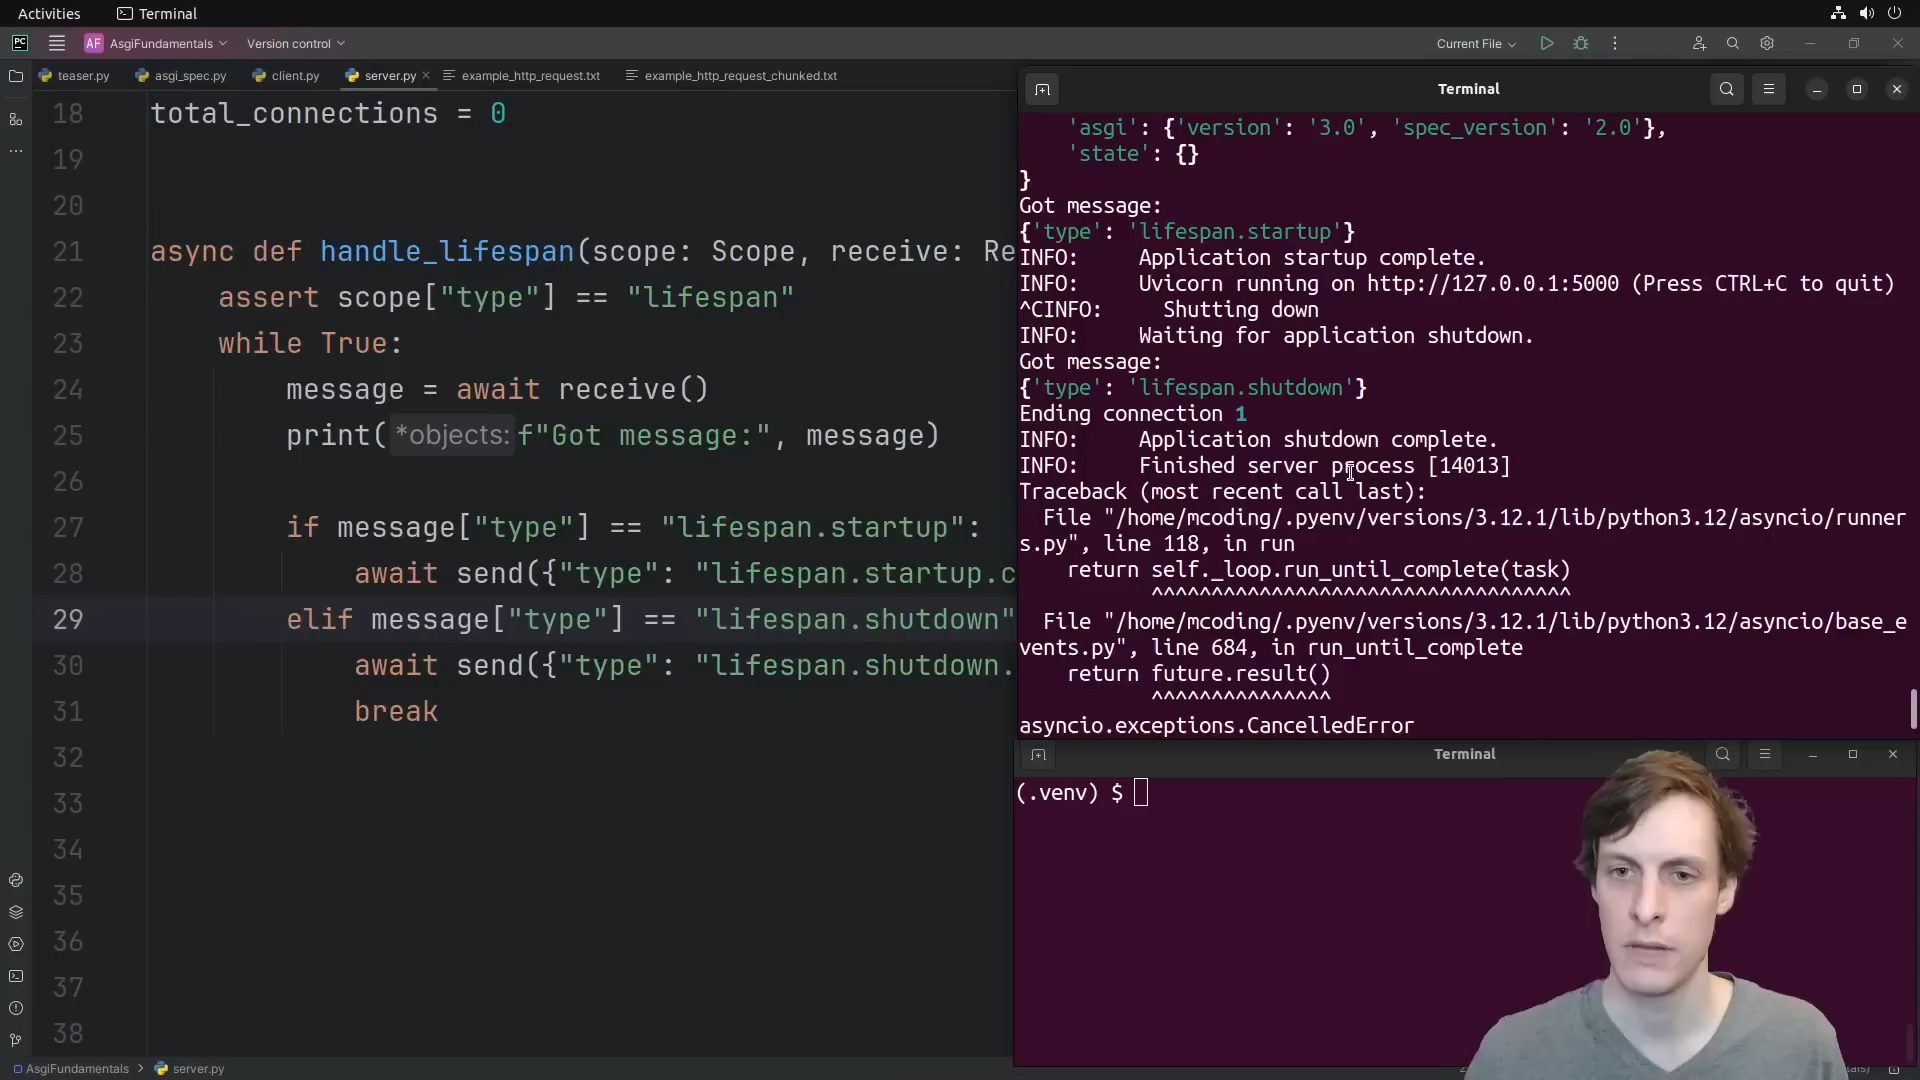 Activities
Terminal
PC
AF AsgiFundamentals
Version control
Current File
teaser.py
asgi_spec.py
client.py
server.py
example_http_request.txt
example_http_request_chunked.txt
18 total_connections = 0
19
20
21 async def handle_lifespan(scope: Scope, receive: Re
22 assert scope["type"] == "lifespan"
23 while True:
24 message = await receive()
25 print(*objects: f"Got message:", message)
26
27 if message["type"] == "lifespan.startup":
28 await send({"type": "lifespan.startup.c
29 elif message["type"] == "lifespan.shutdown"
30 await send({"type": "lifespan.shutdown.
31 break
32
33
34
35
36
37
38
AsgiFundamentals > server.py
Terminal
'asgi': {'version': '3.0', 'spec_version': '2.0'},
'state': {}
}
Got message:
{'type': 'lifespan.startup'}
INFO: Application startup complete.
INFO: Uvicorn running on http://127.0.0.1:5000 (Press CTRL+C to quit)
^CINFO: Shutting down
INFO: Waiting for application shutdown.
Got message:
{'type': 'lifespan.shutdown'}
Ending connection 1
INFO: Application shutdown complete.
INFO: Finished server process [14013]
Traceback (most recent call last):
File "/home/mcoding/.pyenv/versions/3.12.1/lib/python3.12/asyncio/runner
s.py", line 118, in run
return self._loop.run_until_complete(task)
^^^^^^^^^^^^^^^^^^^^^^^^^^^^^^^^^^^
File "/home/mcoding/.pyenv/versions/3.12.1/lib/python3.12/asyncio/base_e
vents.py", line 684, in run_until_complete
return future.result()
^^^^^^^^^^^^^^^
asyncio.exceptions.CancelledError
Terminal
(.venv) $